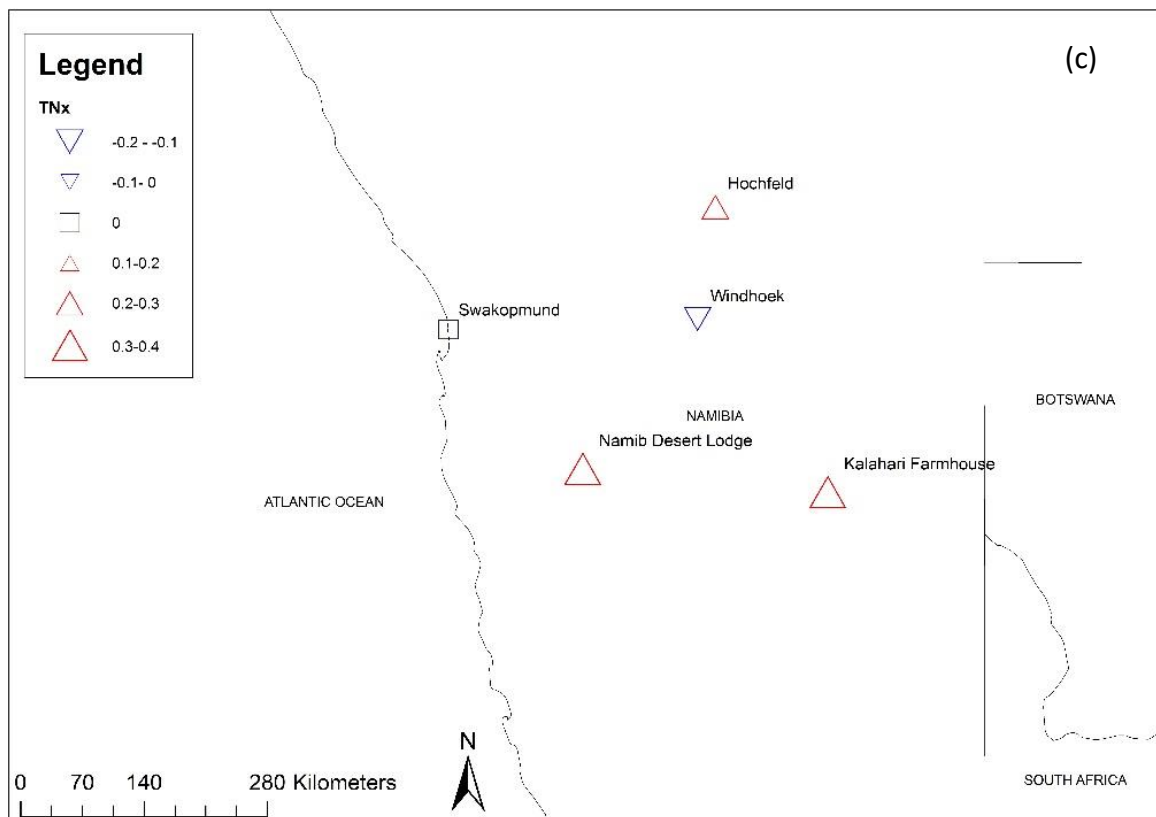 (c)
Legend
TNx
-0.2 - -0.1
-0.1- 0
0
0.1-0.2
0.2-0.3
0.3-0.4
Hochfeld
Windhoek
Swakopmund
BOTSWANA
NAMIBIA
Namib Desert Lodge
Kalahari Farmhouse
ATLANTIC OCEAN
N
0 70 140 280 Kilometers
SOUTH AFRICA